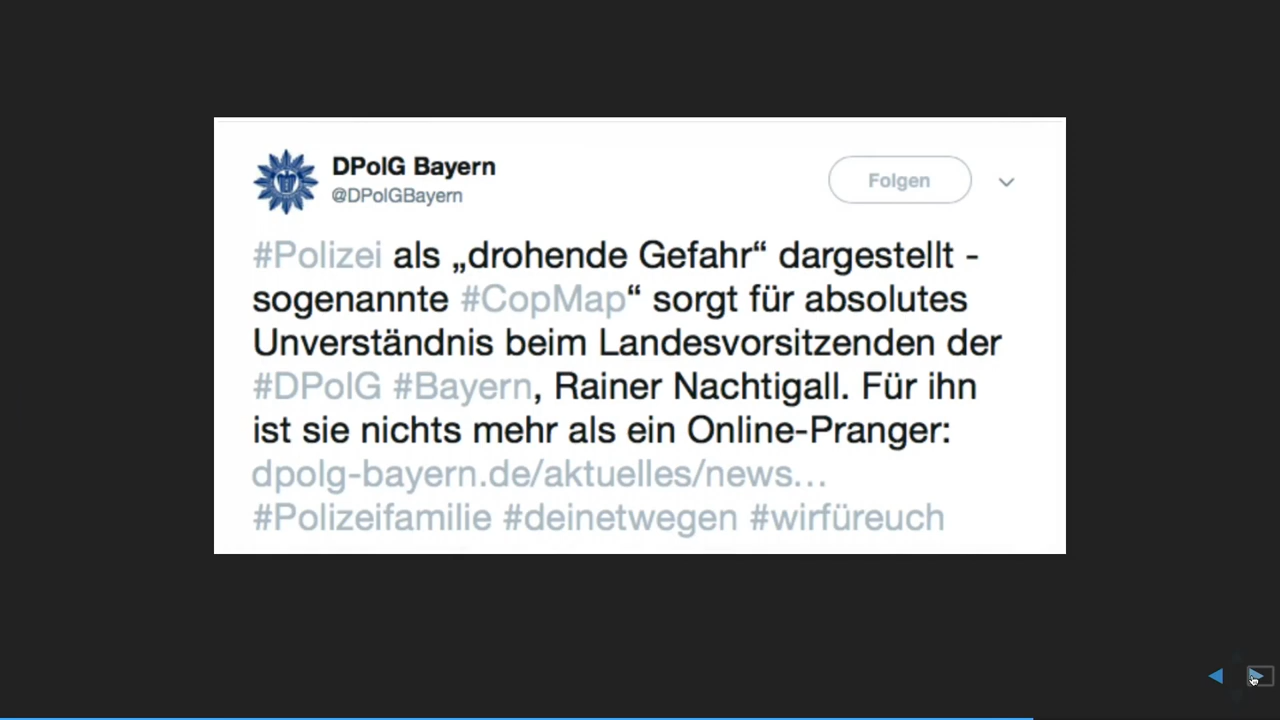 DPolG Bayern
@DPolGBayern
Folgen
#Polizei als „drohende Gefahr“ dargestellt -
sogenannte #CopMap“ sorgt für absolutes
Unverständnis beim Landesvorsitzenden der
#DPolG #Bayern, Rainer Nachtigall. Für ihn
ist sie nichts mehr als ein Online-Pranger:
dpolg-bayern.de/aktuelles/news…
#Polizeifamilie #deinetwegen #wirfüreuch